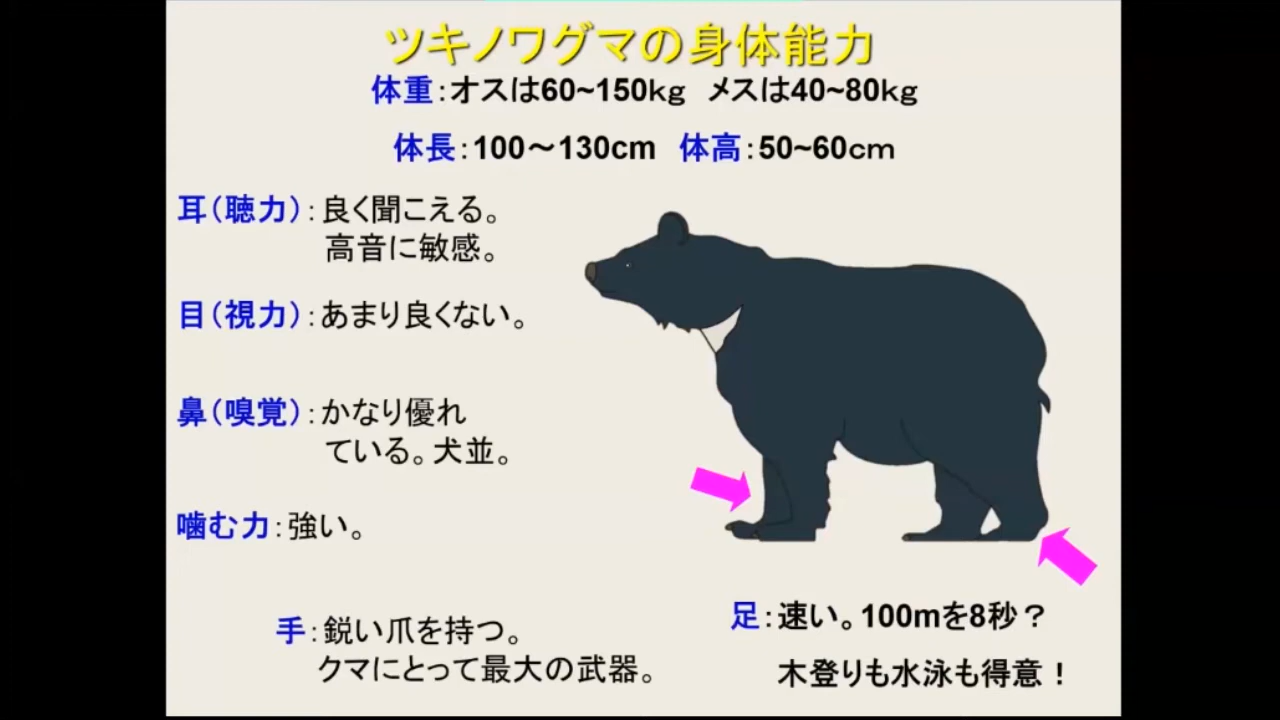 ツキノワグマの身体能力
体重：オスは60~150kg　メスは40~80kg
体長：100～130cm　体高：50~60cm
耳（聴力）：良く聞こえる。
高音に敏感。
目（視力）：あまり良くない。
鼻（嗅覚）：かなり優れ
ている。犬並。
噛む力：強い。
手：鋭い爪を持つ。
クマにとって最大の武器。
足：速い。100mを8秒？
木登りも水泳も得意！